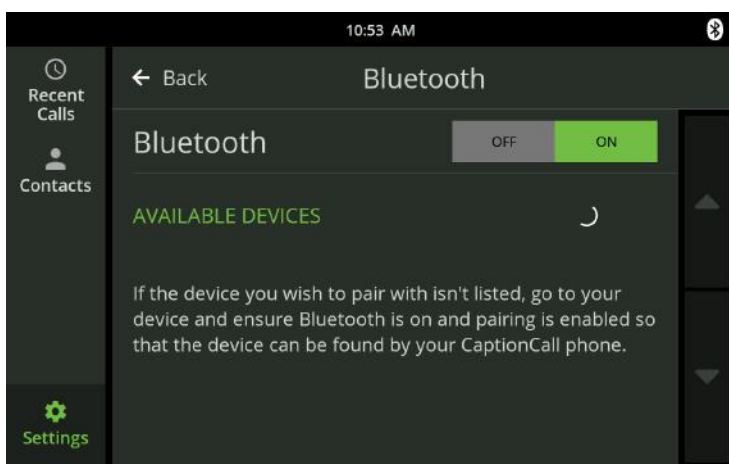 10:53 AM
Recent
Calls
Contacts
Settings
← Back
Bluetooth
Bluetooth
OFF
ON
AVAILABLE DEVICES
If the device you wish to pair with isn't listed, go to your
device and ensure Bluetooth is on and pairing is enabled so
that the device can be found by your CaptionCall phone.